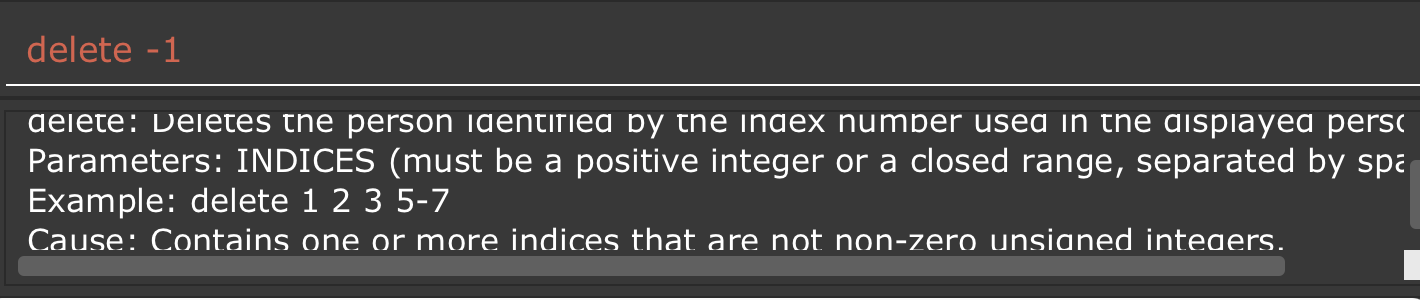 delete -1
delete: Deletes the person identified by the index number used in the displayed
Parameters: INDICES (must be a positive integer or a closed range, separated by
Example: delete 1 2 3 5-7
Cause: Contains one or more indices that are not non-zero unsigned integers.